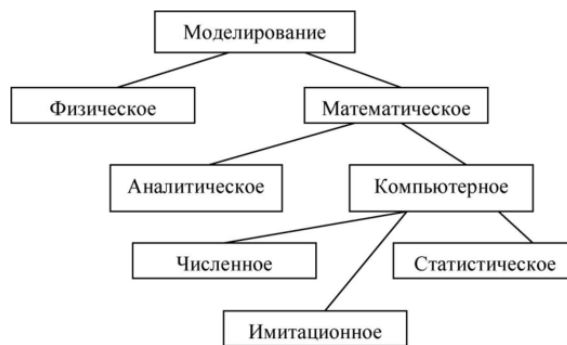 Моделирование
Физическое
Математическое
Аналитическое
Компьютерное
Численное
Статистическое
Имитационное